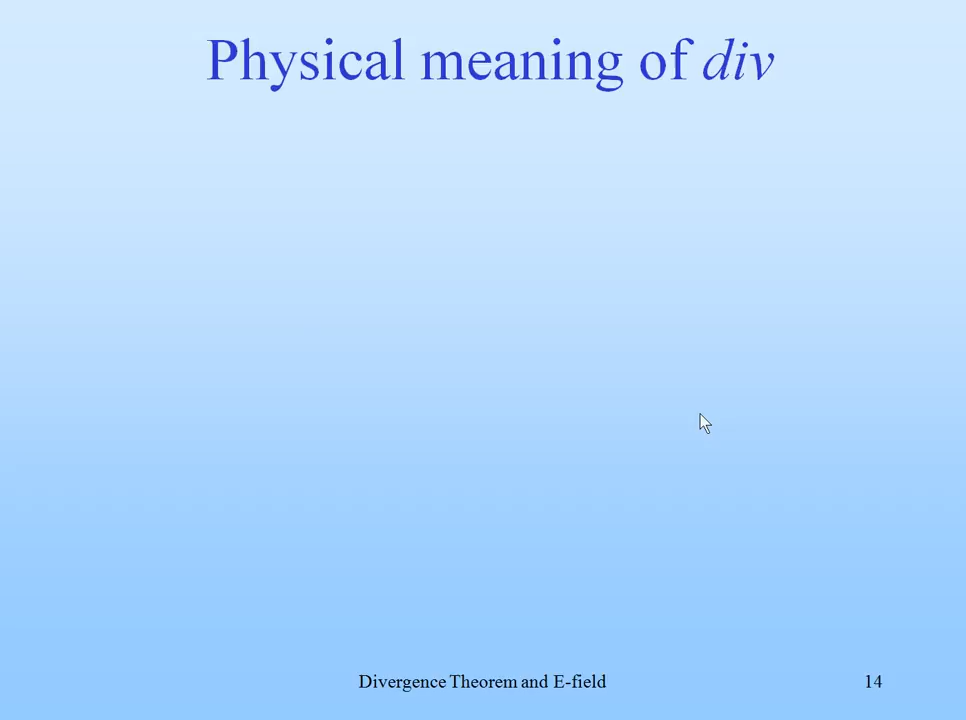 Physical meaning of div
Divergence Theorem and E-field
14